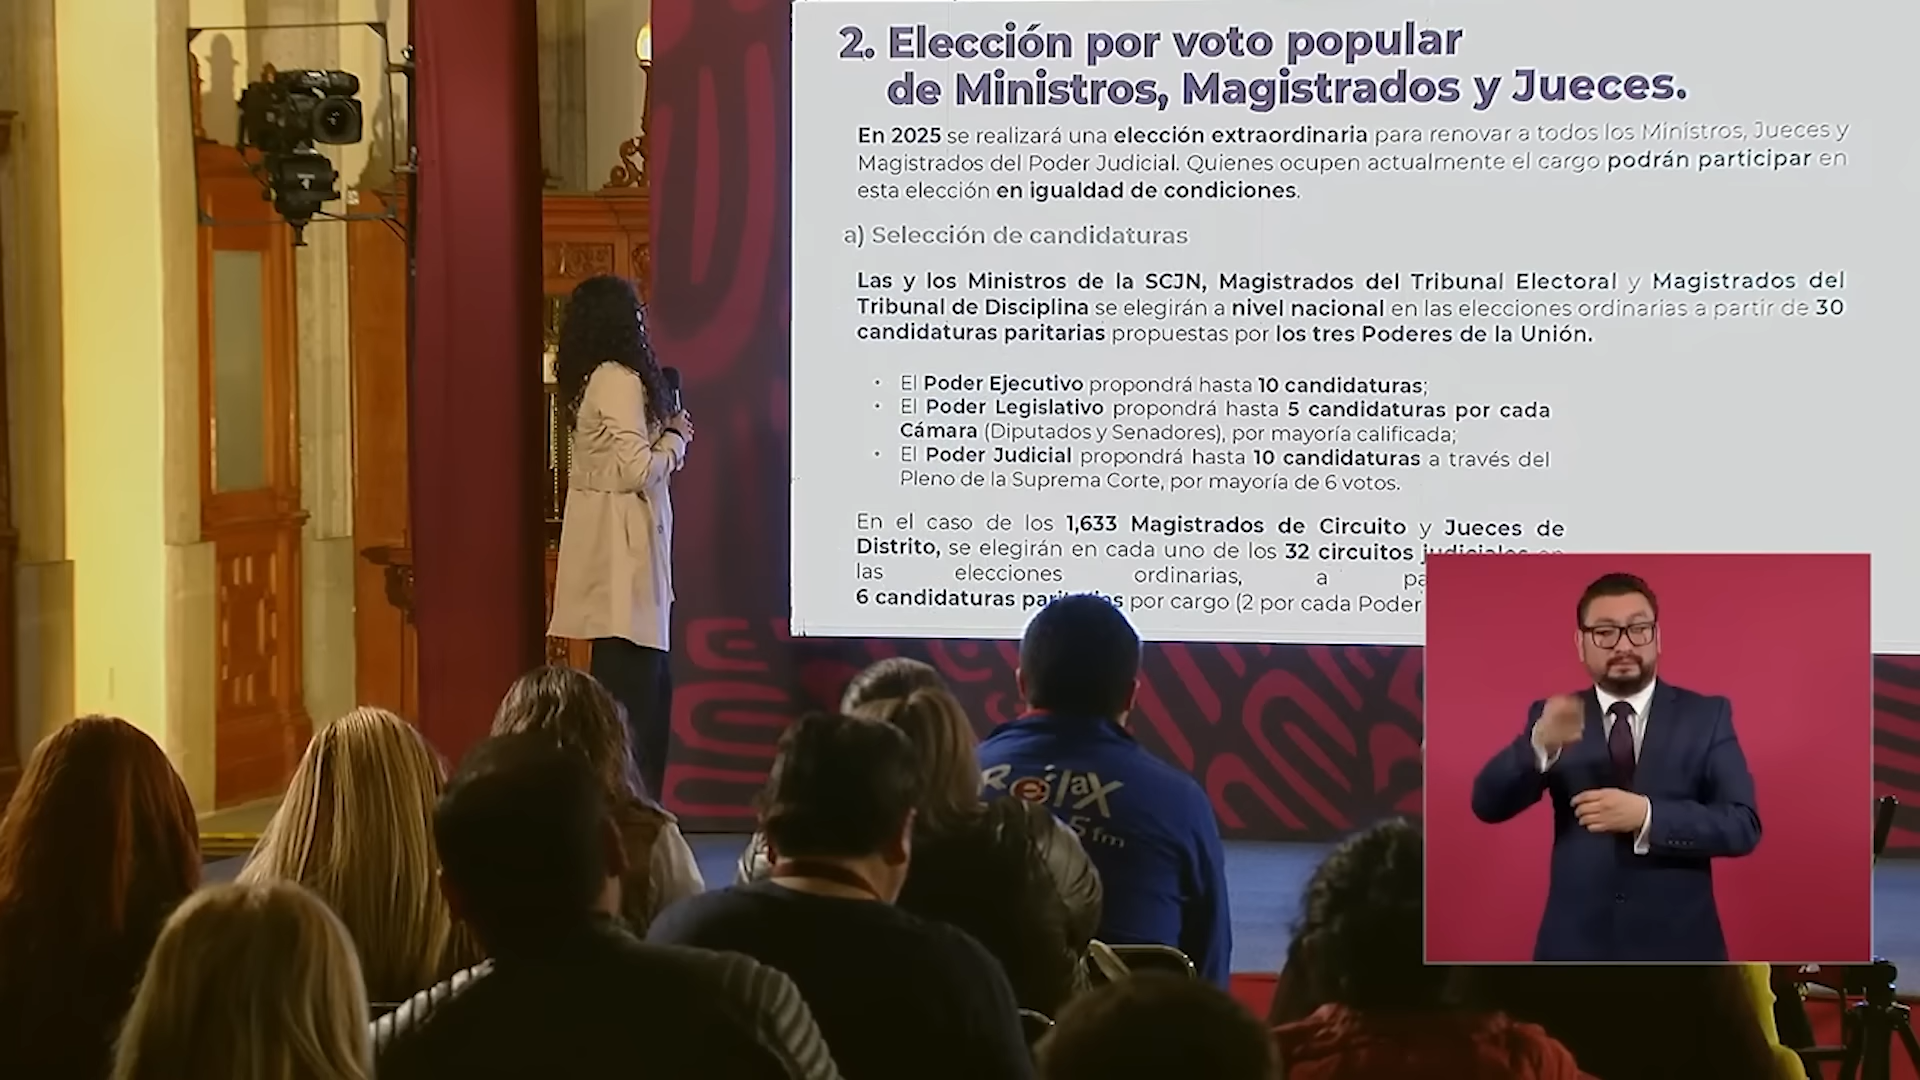 2. Elección por voto popular
de Ministros, Magistrados y Jueces.
En 2025 se realizará una elección extraordinaria para renovar a todos los Ministros, Jueces y
Magistrados del Poder Judicial. Quienes ocupen actualmente el cargo podrán participar en
esta elección en igualdad de condiciones.
a) Selección de candidaturas
Las y los Ministros de la SCJN, Magistrados del Tribunal Electoral y Magistrados del
Tribunal de Disciplina se elegirán a nivel nacional en las elecciones ordinarias a partir de 30
candidaturas paritarias propuestas por los tres Poderes de la Unión.
• El Poder Ejecutivo propondrá hasta 10 candidaturas;
• El Poder Legislativo propondrá hasta 5 candidaturas por cada
Cámara (Diputados y Senadores), por mayoría calificada;
• El Poder Judicial propondrá hasta 10 candidaturas a través del
Pleno de la Suprema Corte, por mayoría de 6 votos.
En el caso de los 1,633 Magistrados de Circuito y Jueces de
Distrito, se elegirán en cada uno de los 32 circuitos judiciales en
las elecciones ordinarias, a
6 candidaturas paritarias por cargo (2 por cada Poder
Relax
5 fm